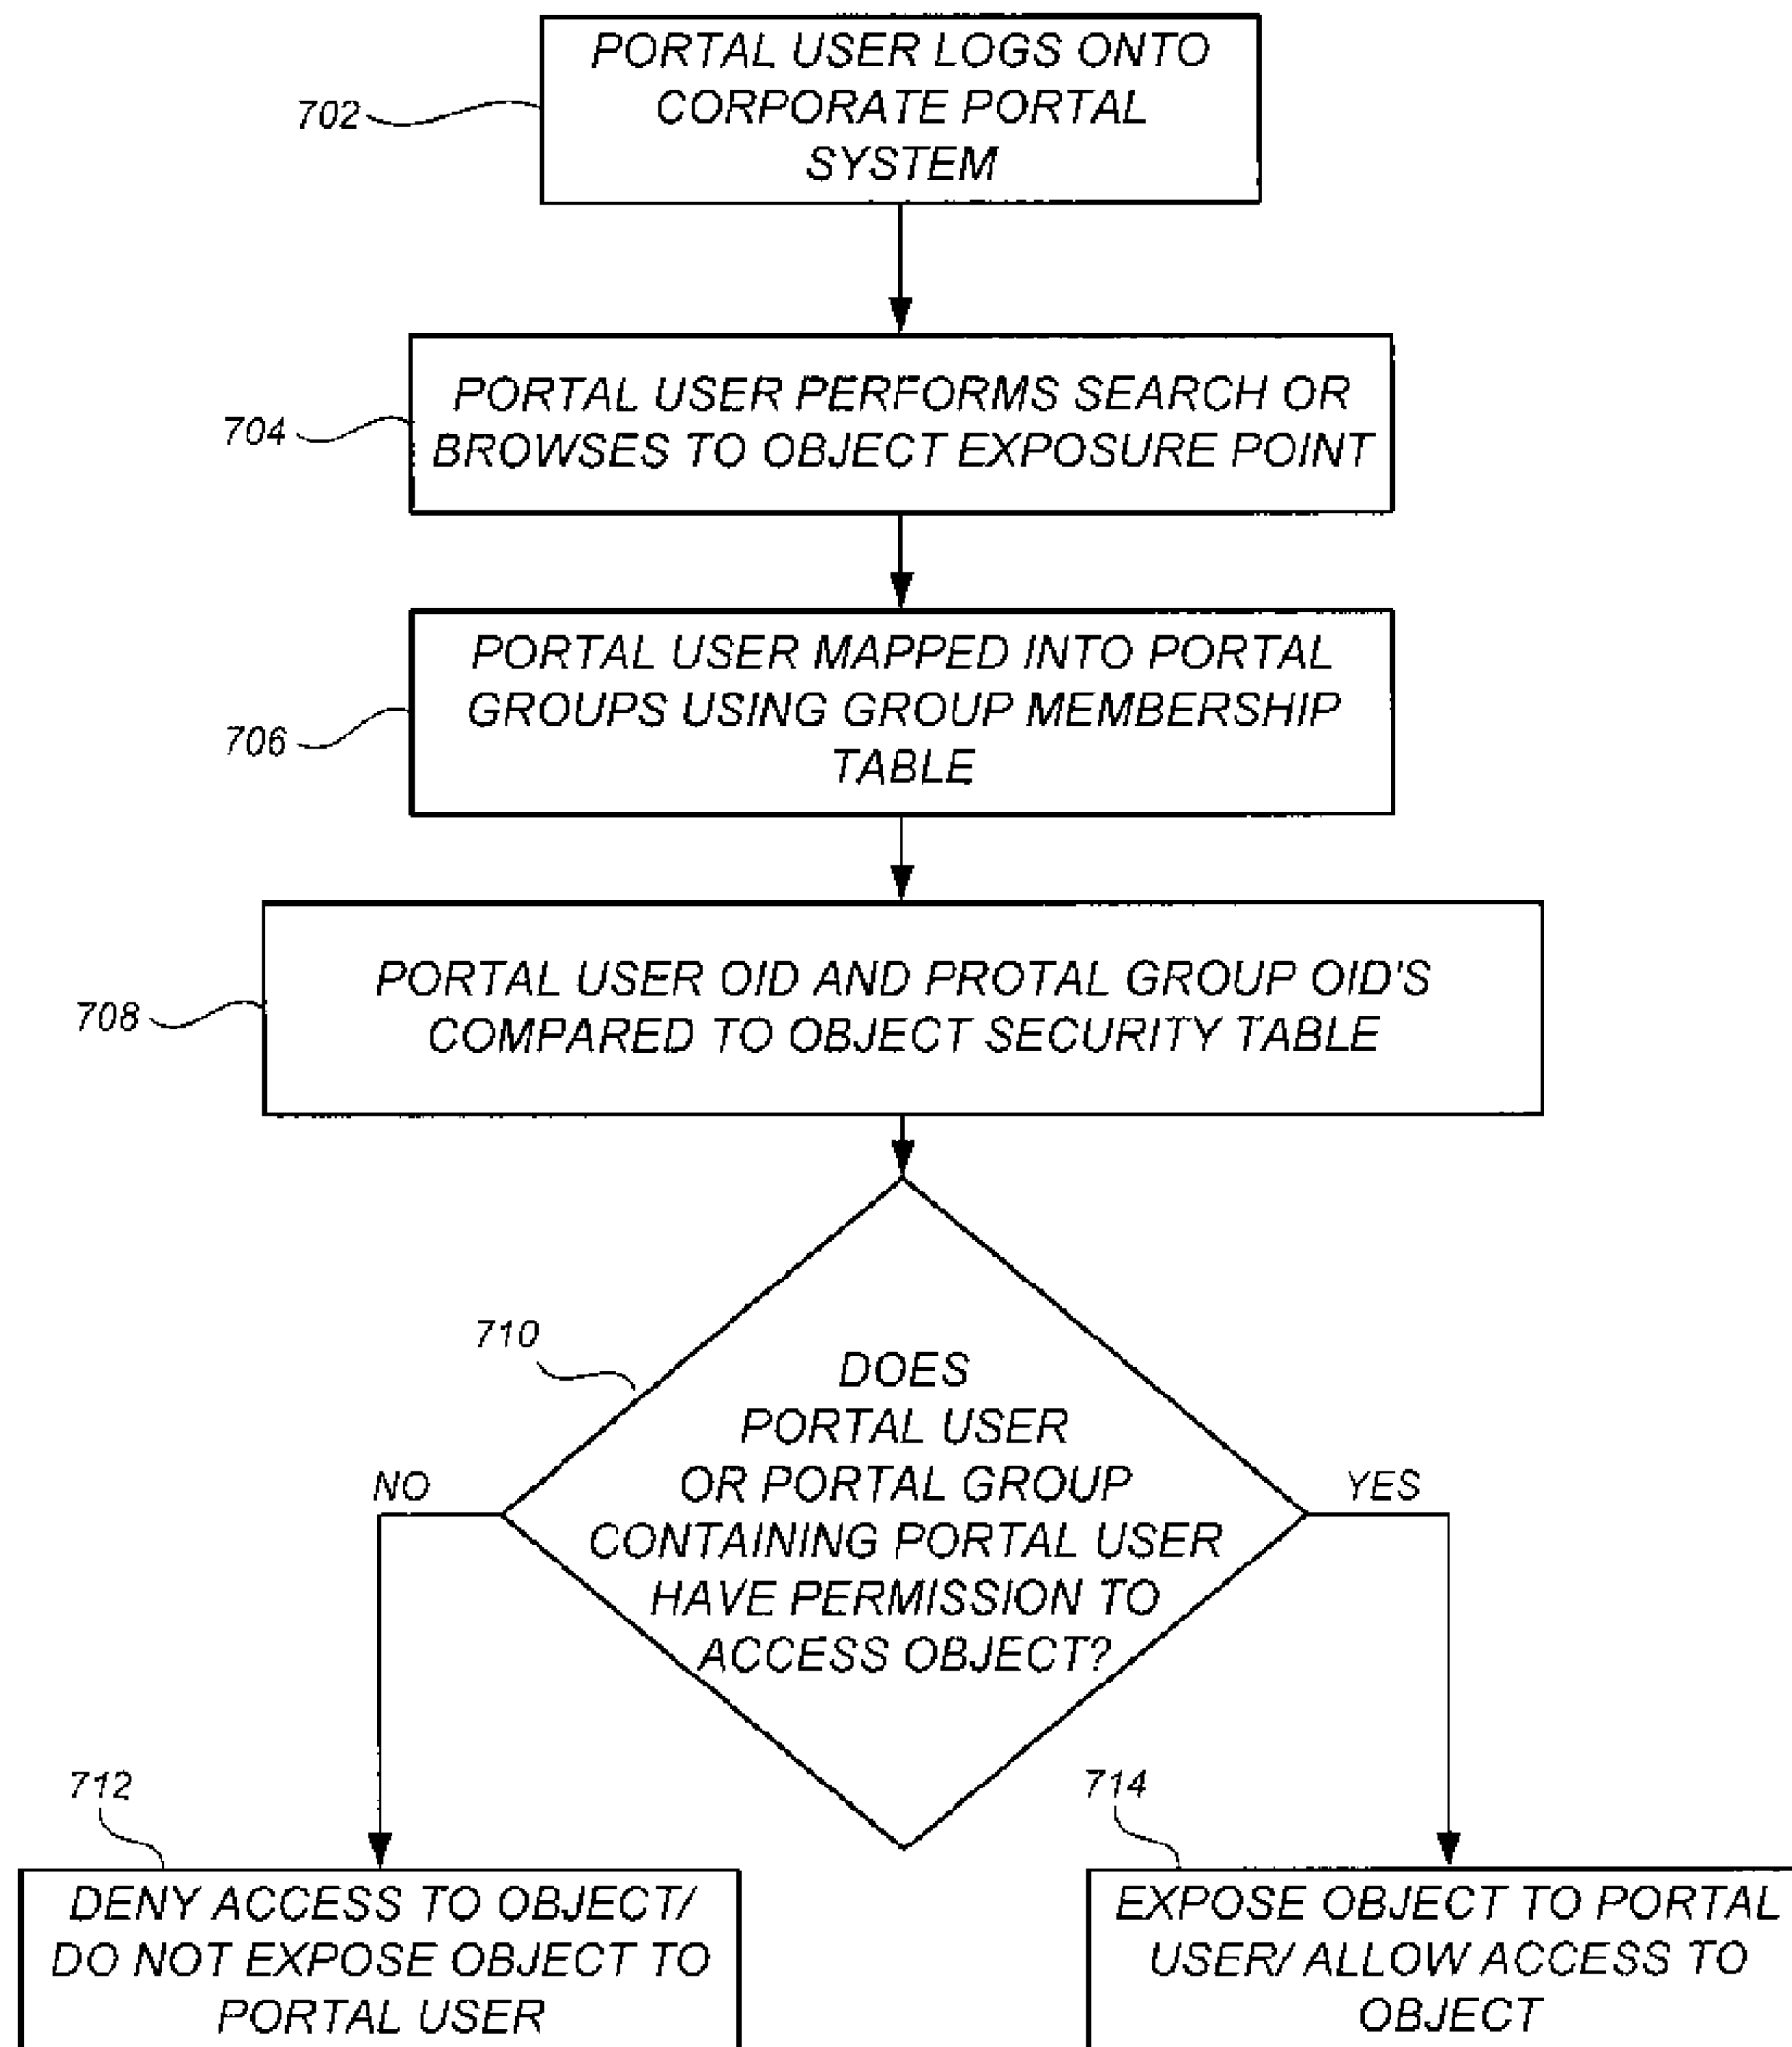 PORTAL USER LOGS ONTO
CORPORATE PORTAL
SYSTEM
702
PORTAL USER PERFORMS SEARCH OR
BROWSES TO OBJECT EXPOSURE POINT
704
PORTAL USER MAPPED INTO PORTAL
GROUPS USING GROUP MEMBERSHIP
TABLE
706
PORTAL USER OID AND PROTAL GROUP OID'S
COMPARED TO OBJECT SECURITY TABLE
708
710
DOES
PORTAL USER
OR PORTAL GROUP
CONTAINING PORTAL USER
HAVE PERMISSION TO
ACCESS OBJECT?
NO
YES
712
DENY ACCESS TO OBJECT/
DO NOT EXPOSE OBJECT TO
PORTAL USER
714
EXPOSE OBJECT TO PORTAL
USER/ ALLOW ACCESS TO
OBJECT